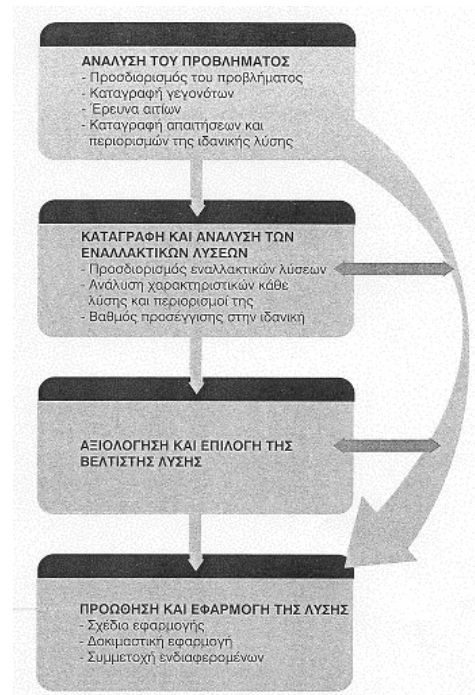 ΑΝΑΛΥΣΗ ΤΟΥ ΠΡΟΒΛΗΜΑΤΟΣ
- Προσδιορισμός του προβλήματος
- Καταγραφή γεγονότων
- Έρευνα αιτίων
- Καταγραφή απαιτήσεων και
περιορισμών της ιδανικής λύσης
ΚΑΤΑΓΡΑΦΗ ΚΑΙ ΑΝΑΛΥΣΗ ΤΩΝ
ΕΝΑΛΛΑΚΤΙΚΩΝ ΛΥΣΕΩΝ
- Προσδιορισμός εναλλακτικών λύσεων
- Ανάλυση χαρακτηριστικών κάθε
λύσης και περιορισμοί της
- Βαθμός προσέγγισης στην ιδανική
ΑΞΙΟΛΟΓΗΣΗ ΚΑΙ ΕΠΙΛΟΓΗ ΤΗΣ
ΒΕΛΤΙΣΤΗΣ ΛΥΣΗΣ
ΠΡΟΩΘΗΣΗ ΚΑΙ ΕΦΑΡΜΟΓΗ ΤΗΣ ΛΥΣΗΣ
- Σχέδιο εφαρμογής
- Δοκιμαστική εφαρμογή
- Συμμετοχή ενδιαφερομένων